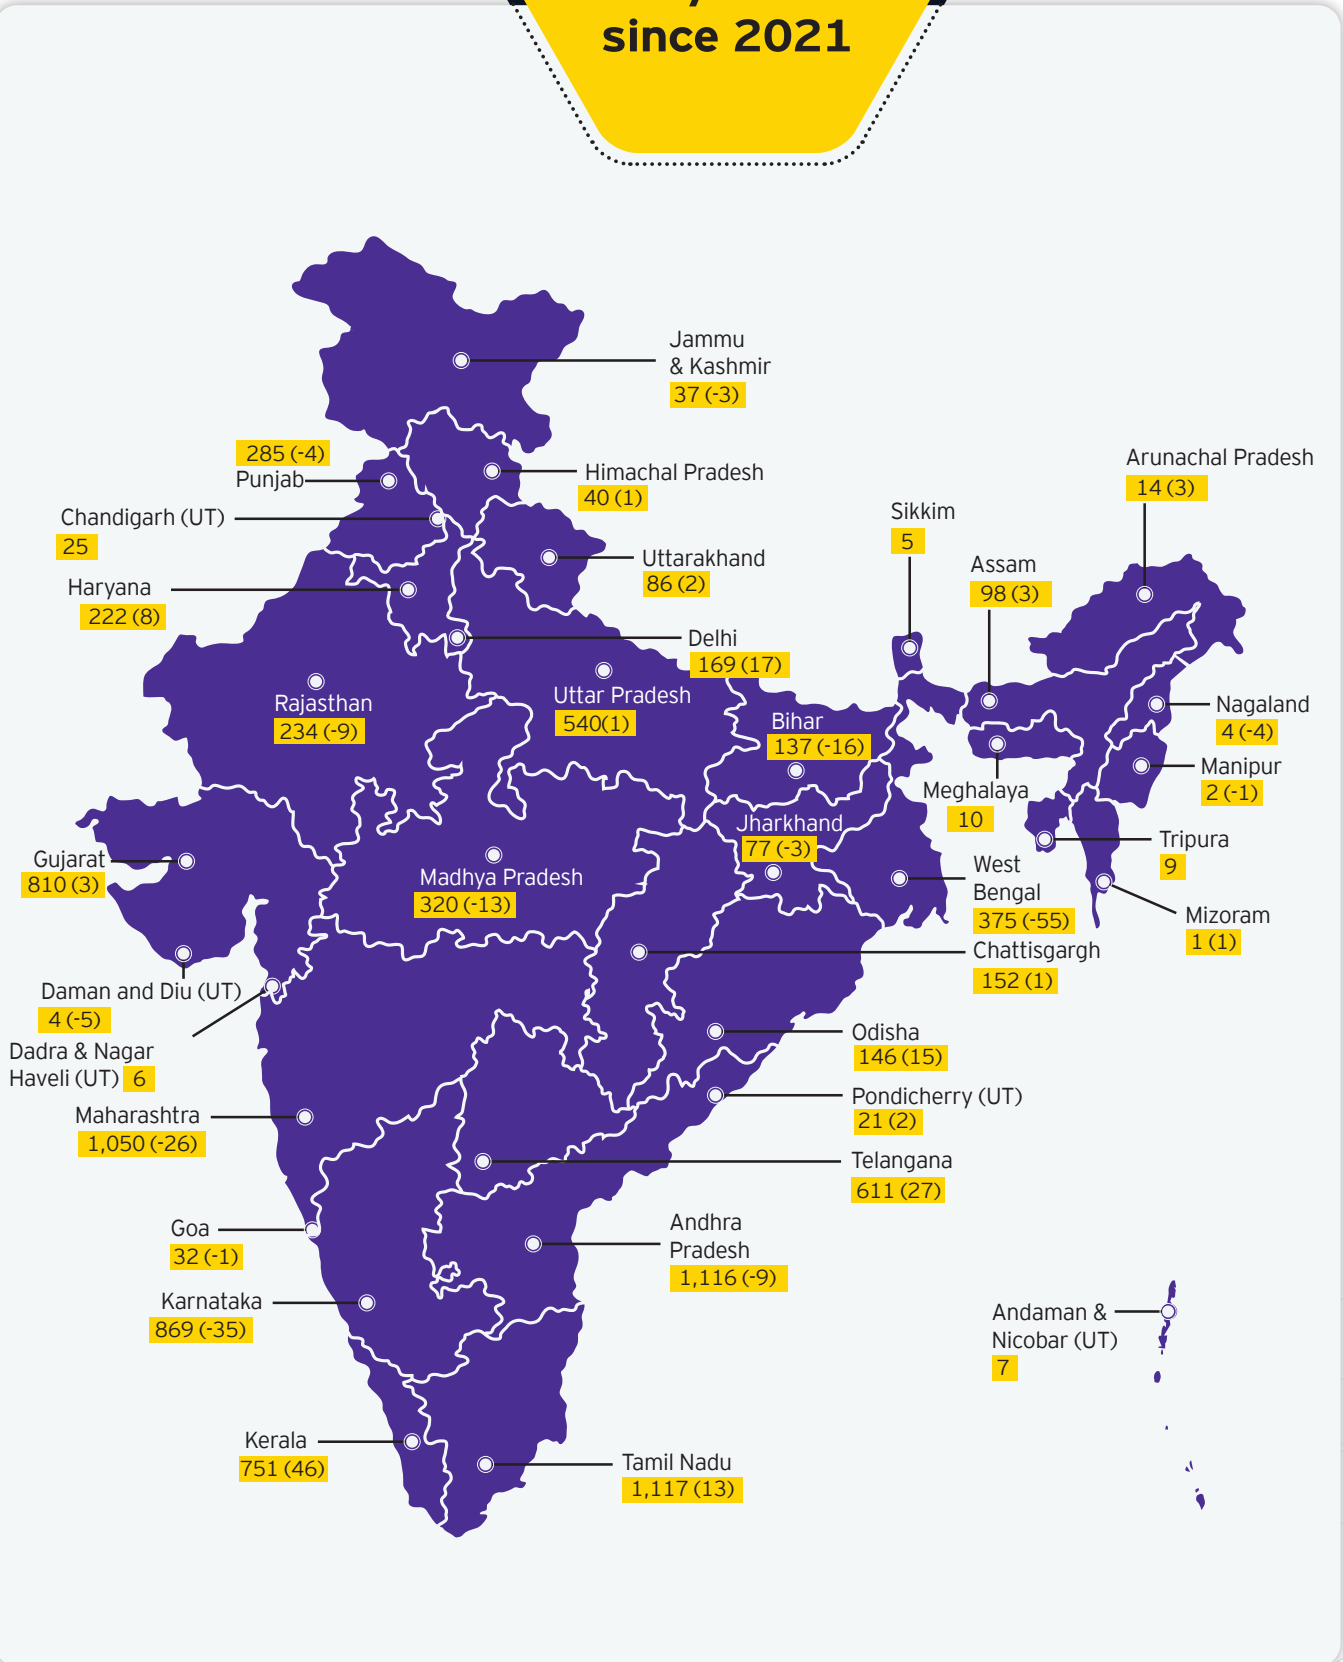 since 2021
Jammu
& Kashmir
37 (-3)
285 (-4)
Punjab
Himachal Pradesh
40 (1)
Arunachal Pradesh
14 (3)
Chandigarh (UT)
25
Sikkim
5
Uttarakhand
86 (2)
Assam
98 (3)
Haryana
222 (8)
Delhi
169 (17)
Rajasthan
234 (-9)
Uttar Pradesh
540(1)
Bihar
137 (-16)
Nagaland
4 (-4)
Manipur
2 (-1)
Meghalaya
10
Jharkhand
77 (-3)
Tripura
9
Gujarat
810 (3)
Madhya Pradesh
320 (-13)
West
Bengal
375 (-55)
Mizoram
1 (1)
Chattisgargh
152 (1)
Daman and Diu (UT)
4 (-5)
Dadra & Nagar
Haveli (UT) 6
Odisha
146 (15)
Pondicherry (UT)
21 (2)
Maharashtra
1,050 (-26)
Telangana
611 (27)
Goa
32 (-1)
Andhra
Pradesh
1,116 (-9)
Karnataka
869 (-35)
Andaman &
Nicobar (UT)
7
Kerala
751 (46)
Tamil Nadu
1,117 (13)